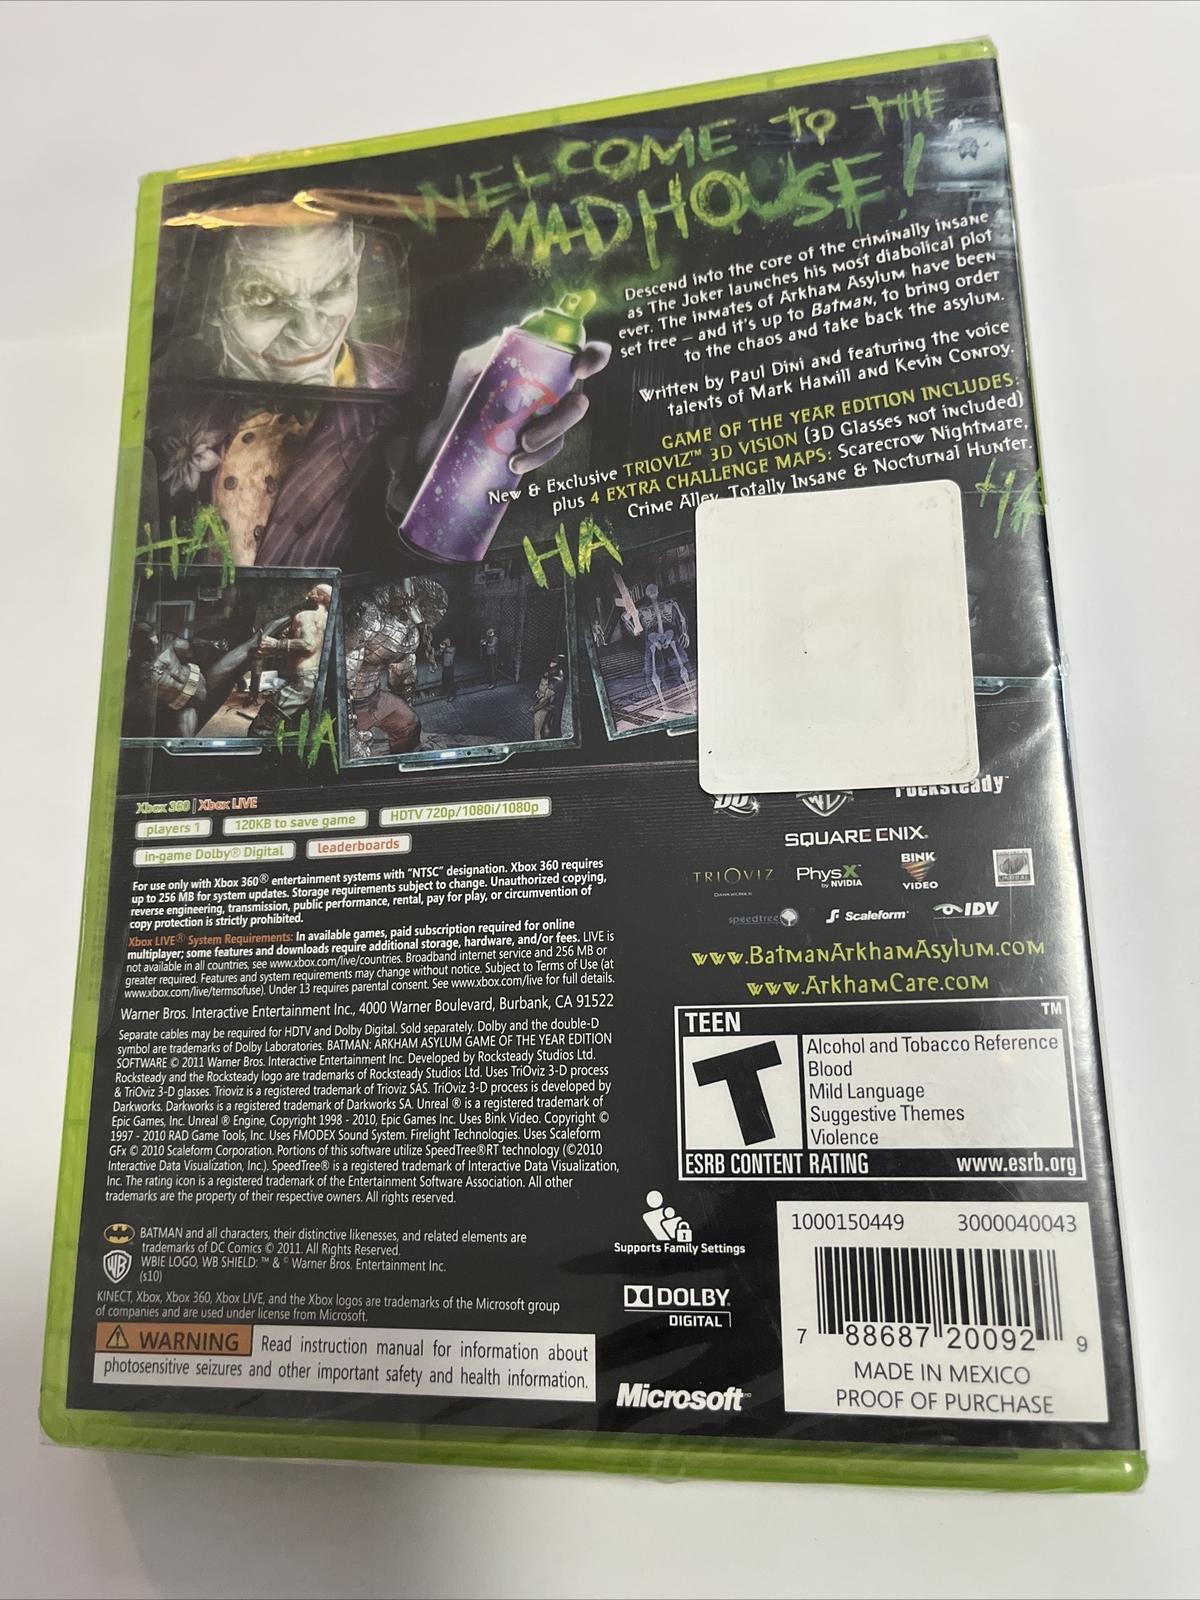 WELCOME TO THE
MADHOUSE!
Descend into the core of the criminally insane
as The Joker launches his most diabolical plot
ever. The inmates of Arkham Asylum have been
set free – and it's up to Batman, to bring order
to the chaos and take back the asylum.
Written by Paul Dini and featuring the voice
talents of Mark Hamill and Kevin Conroy.
GAME OF THE YEAR EDITION INCLUDES:
New & Exclusive TRIOVIZ™ 3D VISION (3D Glasses not included)
plus 4 EXTRA CHALLENGE MAPS: Scarecrow Nightmare,
Crime Alley, Totally Insane & Nocturnal Hunter.
HA
HA
HA
HA
Xbox 360 | Xbox LIVE
players 1
120KB to save game
HDTV 720p/1080i/1080p
in-game Dolby® Digital
leaderboards
For use only with Xbox 360® entertainment systems with "NTSC" designation. Xbox 360 requires
up to 256 MB for system updates. Storage requirements subject to change. Unauthorized copying,
reverse engineering, transmission, public performance, rental, pay for play, or circumvention of
copy protection is strictly prohibited.
Xbox LIVE® System Requirements: In available games, paid subscription required for online
multiplayer; some features and downloads require additional storage, hardware, and/or fees. LIVE is
not available in all countries, see www.xbox.com/live/countries. Broadband internet service and 256 MB or
greater required. Features and system requirements may change without notice. Subject to Terms of Use (at
www.xbox.com/live/termsofuse). Under 13 requires parental consent. See www.xbox.com/live for full details.
Warner Bros. Interactive Entertainment Inc., 4000 Warner Boulevard, Burbank, CA 91522
Separate cables may be required for HDTV and Dolby Digital. Sold separately. Dolby and the double-D
symbol are trademarks of Dolby Laboratories. BATMAN: ARKHAM ASYLUM GAME OF THE YEAR EDITION
SOFTWARE © 2011 Warner Bros. Interactive Entertainment Inc. Developed by Rocksteady Studios Ltd.
Rocksteady and the Rocksteady logo are trademarks of Rocksteady Studios Ltd. Uses TriOviz 3-D process
& TriOviz 3-D glasses. Trioviz is a registered trademark of Trioviz SAS. TriOviz 3-D process is developed by
Darkworks. Darkworks is a registered trademark of Darkworks SA. Unreal ® is a registered trademark of
Epic Games, Inc. Unreal ® Engine, Copyright 1998 - 2010, Epic Games Inc. Uses Bink Video. Copyright ©
1997 - 2010 RAD Game Tools, Inc. Uses FMODEX Sound System. Firelight Technologies. Uses Scaleform
GFx © 2010 Scaleform Corporation. Portions of this software utilize SpeedTree®RT technology (©2010
Interactive Data Visualization, Inc.). SpeedTree® is a registered trademark of Interactive Data Visualization,
Inc. The rating icon is a registered trademark of the Entertainment Software Association. All other
trademarks are the property of their respective owners. All rights reserved.
BATMAN and all characters, their distinctive likenesses, and related elements are
trademarks of DC Comics © 2011. All Rights Reserved.
WBIE LOGO, WB SHIELD: ™ & © Warner Bros. Entertainment Inc.
(s10)
KINECT, Xbox, Xbox 360, Xbox LIVE, and the Xbox logos are trademarks of the Microsoft group
of companies and are used under license from Microsoft.
WARNING Read instruction manual for information about
photosensitive seizures and other important safety and health information.
DC WB rocksteady
SQUARE ENIX
TRIOVIZ
DARKWORKS
PhysX
by NVIDIA
BINK
VIDEO
speedtree
Scaleform
IDV
www.BatmanArkhamAsylum.com
www.ArkhamCare.com
TEEN ™
T
Alcohol and Tobacco Reference
Blood
Mild Language
Suggestive Themes
Violence
ESRB CONTENT RATING www.esrb.org
Supports Family Settings
DOLBY
DIGITAL
Microsoft
1000150449 3000040043
7 88687 20092 9
MADE IN MEXICO
PROOF OF PURCHASE